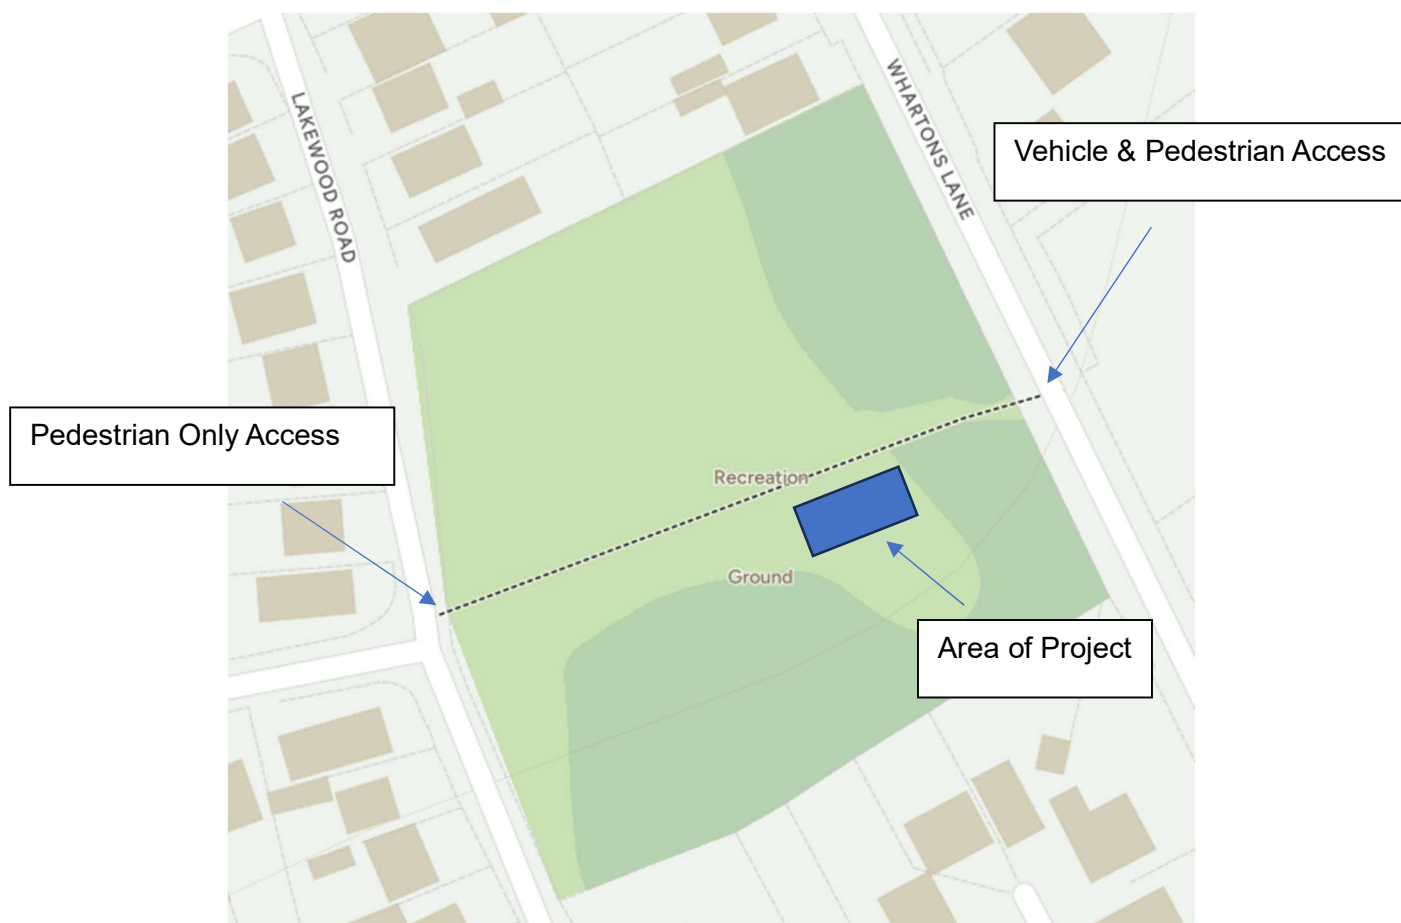 LAKEWOOD ROAD
WHARTONS LANE
Vehicle & Pedestrian Access
Pedestrian Only Access
Recreation
Ground
Area of Project